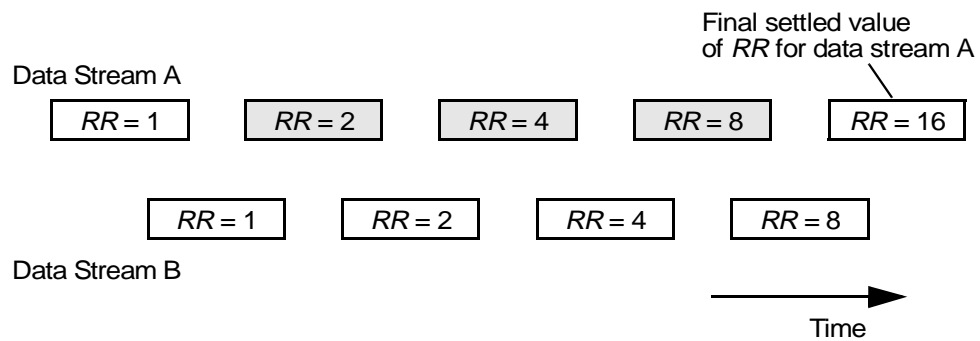 Final settled value
of RR for data stream A
Data Stream A
RR = 1
RR = 2
RR = 4
RR = 8
RR = 16
RR = 1
RR = 2
RR = 4
RR = 8
Data Stream B
Time